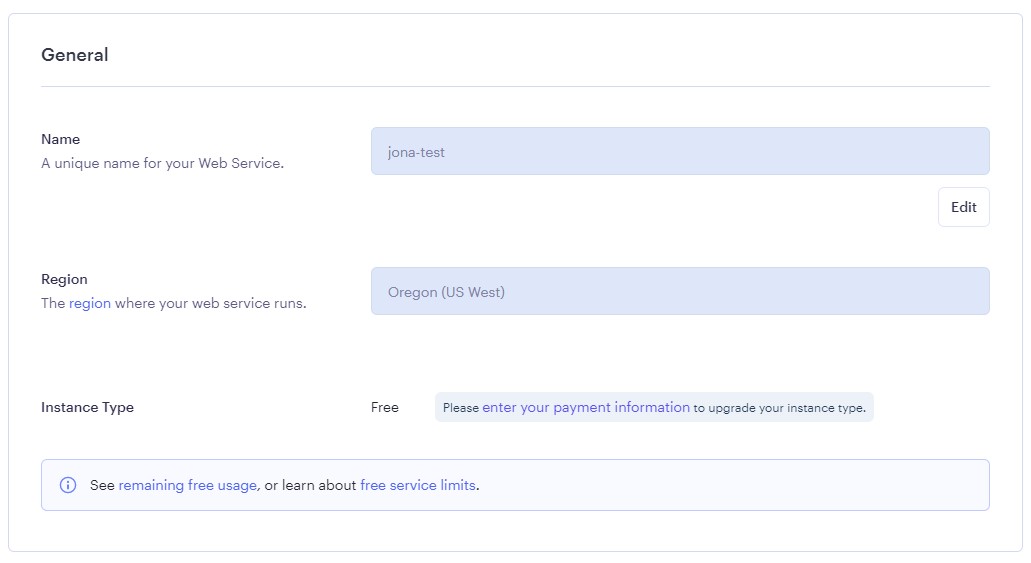 General
Name
A unique name for your Web Service.
jona-test
Edit
Region
The region where your web service runs.
Oregon (US West)
Instance Type
Free
Please enter your payment information to upgrade your instance type.
See remaining free usage, or learn about free service limits.